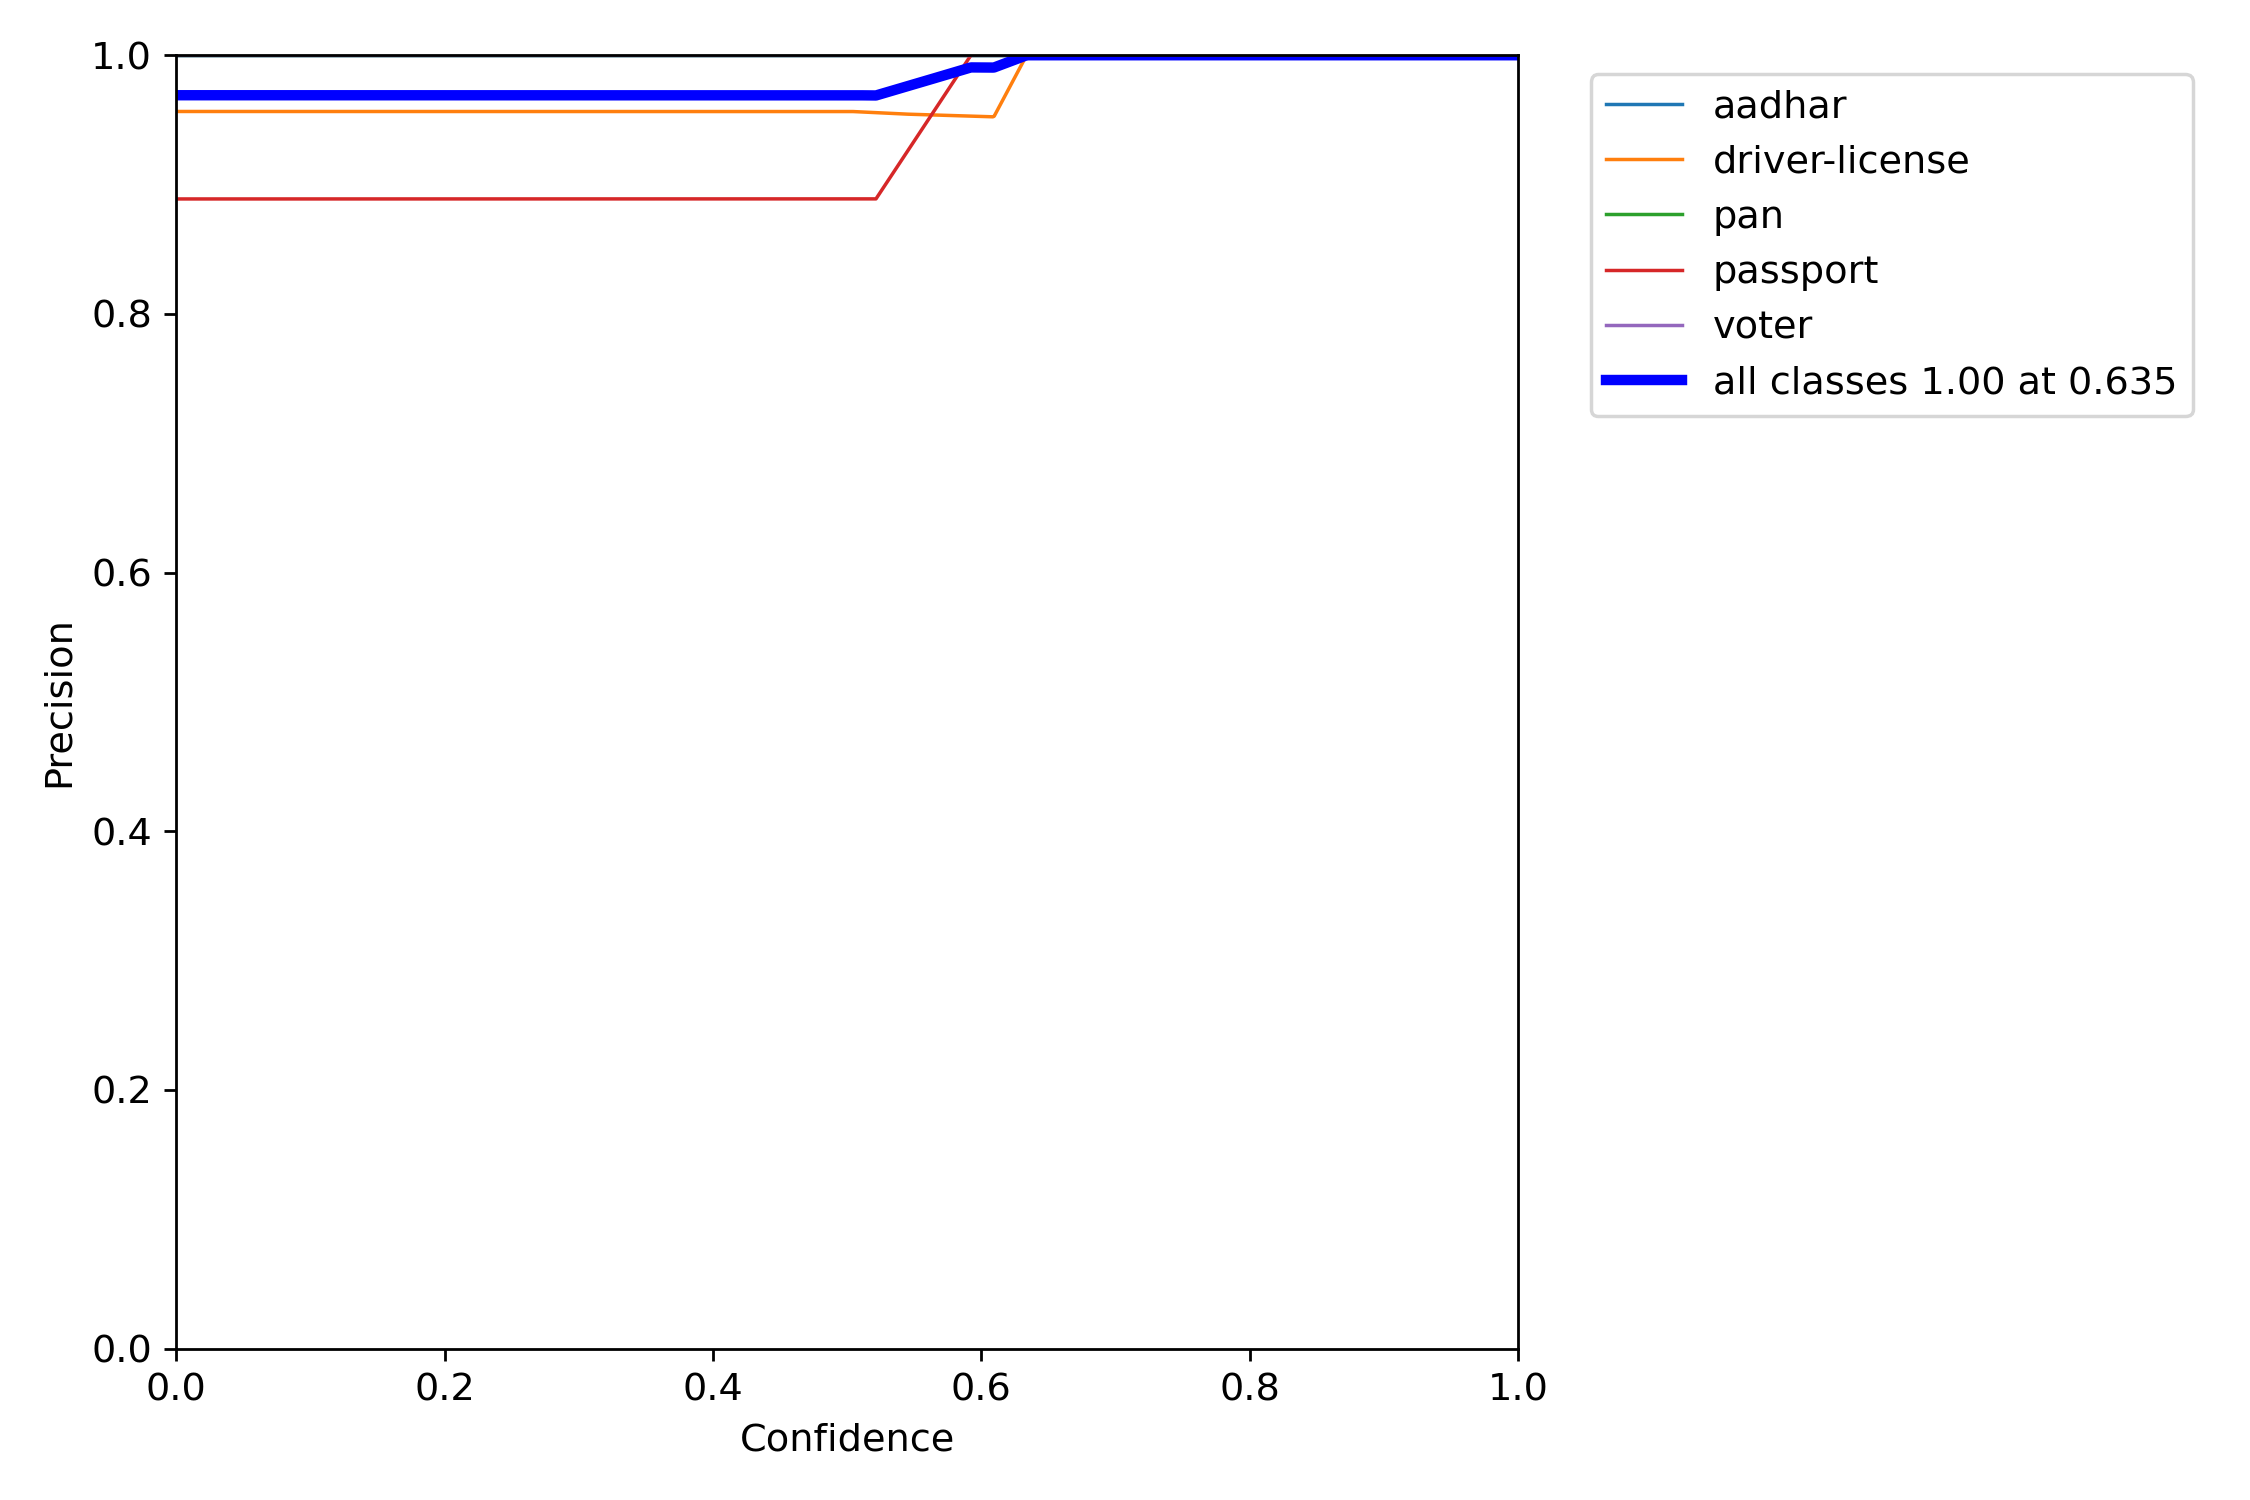 1.0
0.8
0.6
0.4
0.2
0.0
Precision
0.0 0.2 0.4 0.6 0.8 1.0
Confidence
aadhar
driver-license
pan
passport
voter
all classes 1.00 at 0.635